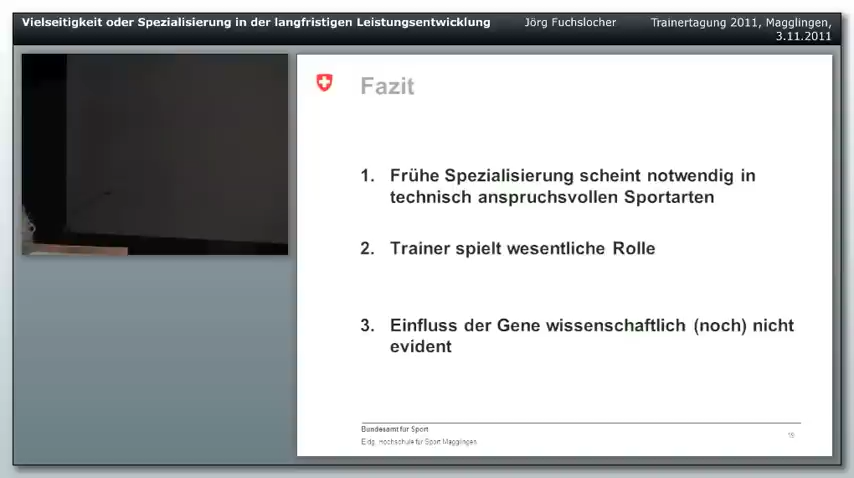 Vielseitigkeit oder Spezialisierung in der langfristigen Leistungsentwicklung
Jörg Fuchslocher
Trainertagung 2011, Magglingen,
3.11.2011
Fazit
1. Frühe Spezialisierung scheint notwendig in
technisch anspruchsvollen Sportarten
2. Trainer spielt wesentliche Rolle
3. Einfluss der Gene wissenschaftlich (noch) nicht
evident
Bundesamt für Sport
Eidg. Hochschule für Sport Magglingen
19